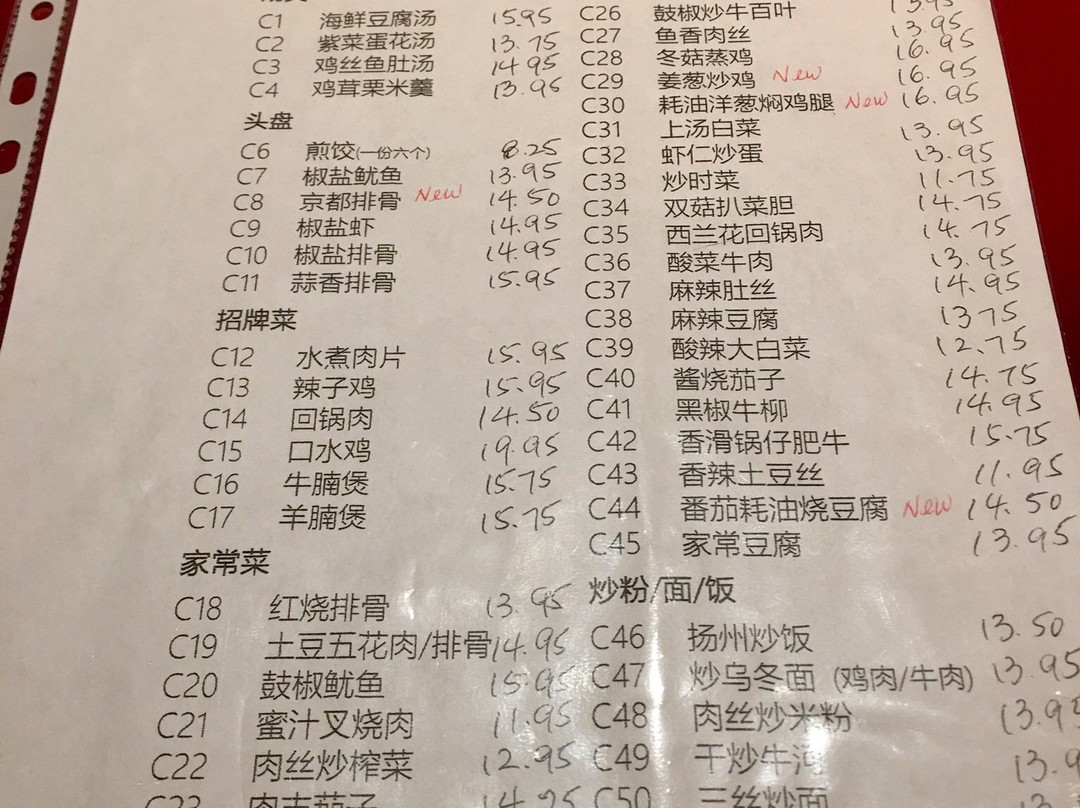 C1 海鲜豆腐汤 15.95
C2 紫菜蛋花汤 13.75
C3 鸡丝鱼肚汤 14.95
C4 鸡茸栗米羹 13.95
头盘
C6 煎饺(一份六个) 8.25
C7 椒盐鱿鱼 13.95
C8 京都排骨 New 14.50
C9 椒盐虾 14.95
C10 椒盐排骨 14.95
C11 蒜香排骨 15.95
招牌菜
C12 水煮肉片 15.95
C13 辣子鸡 15.95
C14 回锅肉 14.50
C15 口水鸡 19.95
C16 牛腩煲 15.75
C17 羊腩煲 15.75
家常菜
C18 红烧排骨 13.95
C19 土豆五花肉/排骨 14.95
C20 鼓椒鱿鱼 15.95
C21 蜜汁叉烧肉 11.95
C22 肉丝炒榨菜 12.95
C23
C26 鼓椒炒牛百叶 13.95
C27 鱼香肉丝 13.95
C28 冬菇蒸鸡 16.95
C29 姜葱炒鸡 New 16.95
C30 耗油洋葱焖鸡腿 New 16.95
C31 上汤白菜 13.95
C32 虾仁炒蛋 13.95
C33 炒时菜 11.75
C34 双菇扒菜胆 14.75
C35 西兰花回锅肉 14.75
C36 酸菜牛肉 13.95
C37 麻辣肚丝 14.95
C38 麻辣豆腐 1375
C39 酸辣大白菜 12.75
C40 酱烧茄子 14.75
C41 黑椒牛柳 14.95
C42 香滑锅仔肥牛 15.75
C43 香辣土豆丝 11.95
C44 番茄耗油烧豆腐 New 14.50
C45 家常豆腐 13.95
炒粉/面/饭
C46 扬州炒饭 13.50
C47 炒乌冬面 (鸡肉/牛肉) 13.95
C48 肉丝炒米粉 13.95
C49 干炒牛河 13.9
C50 三丝炒面